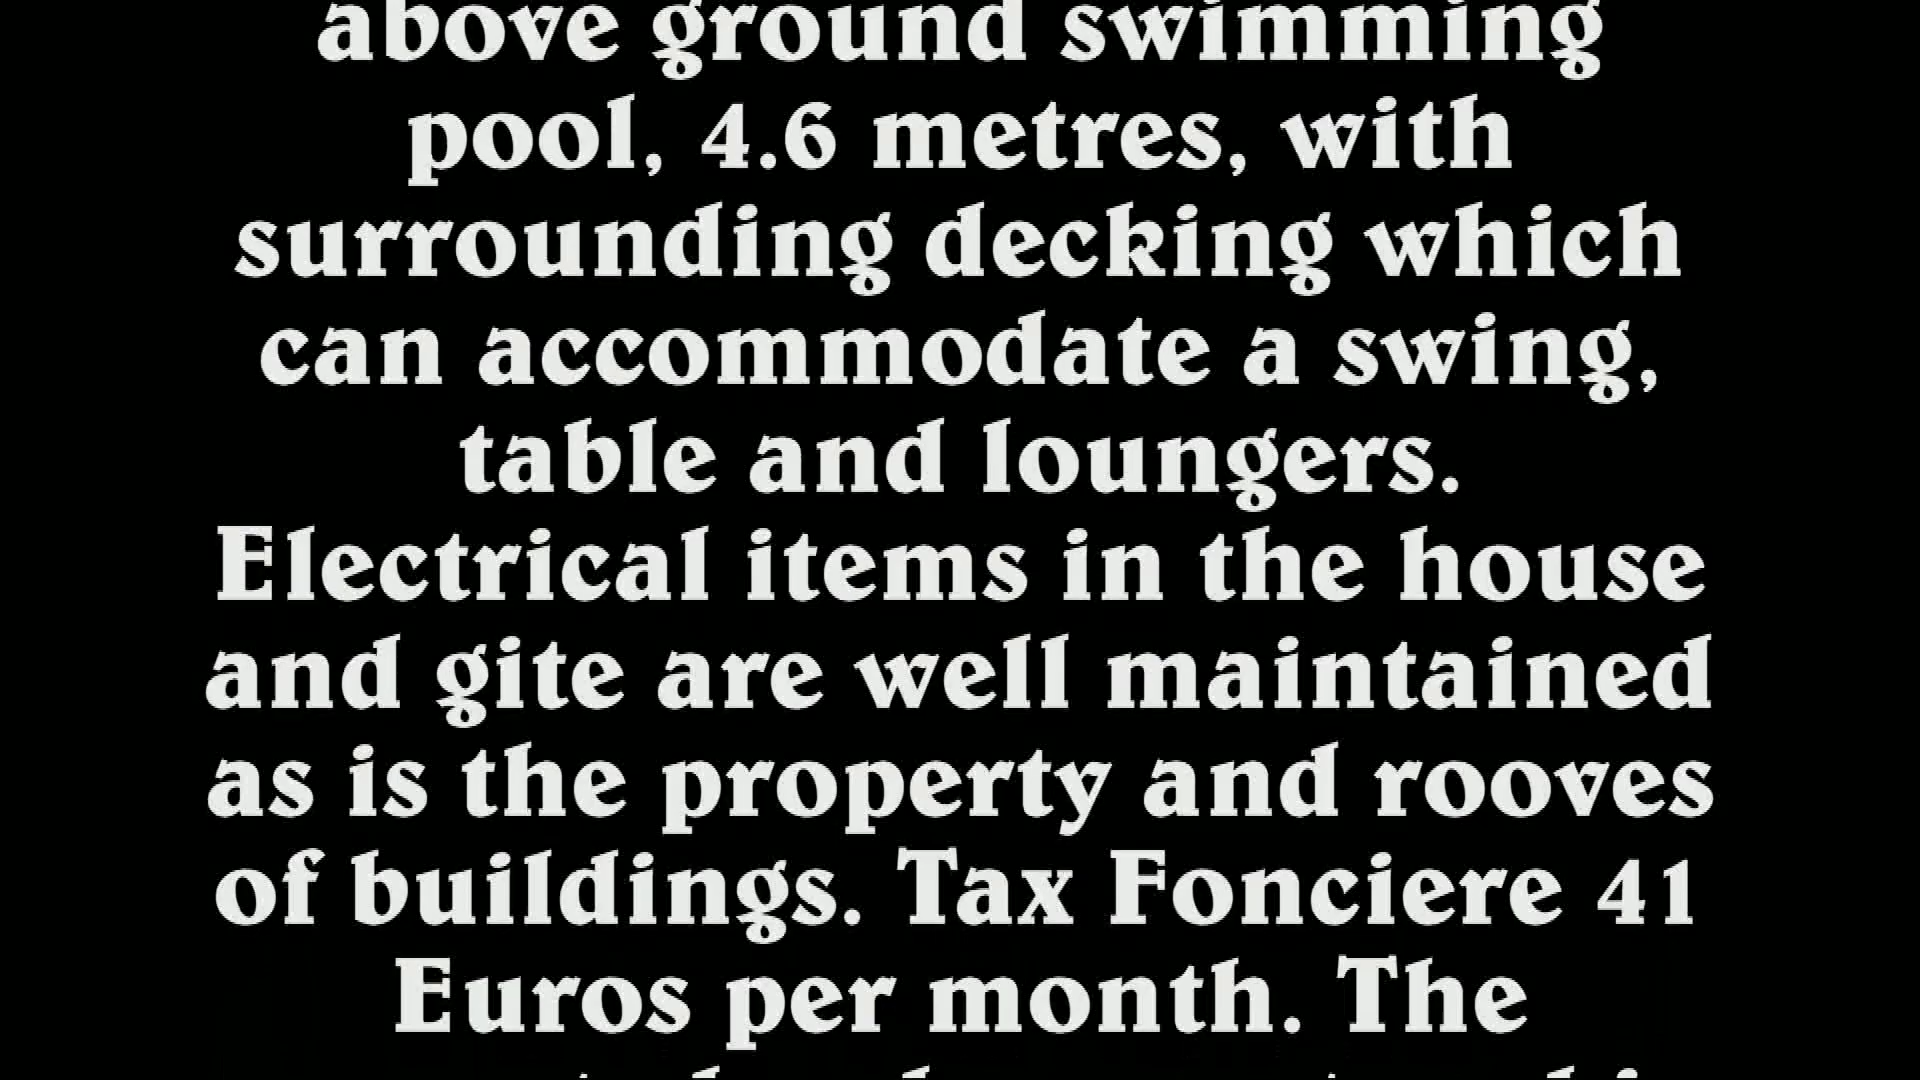 above ground swimming
pool, 4.6 metres, with
surrounding decking which
can accommodate a swing,
table and loungers.
Electrical items in the house
and gite are well maintained
as is the property and rooves
of buildings. Tax Fonciere 41
Euros per month. The